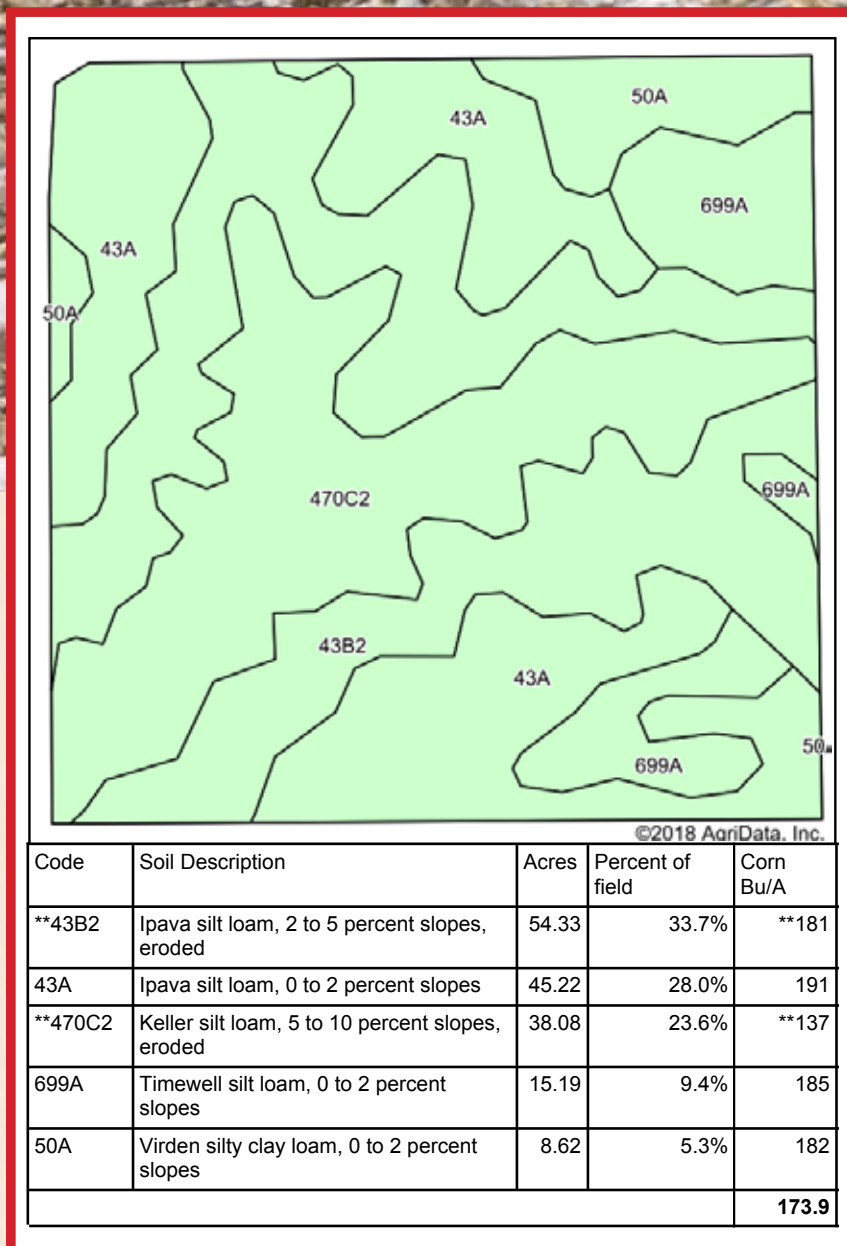 50A
43A
699A
43A
50A
470C2
699A
43B2
43A
50
699A
©2018 AgriData, Inc.
Code Soil Description Acres Percent of field Corn Bu/A
**43B2 Ipava silt loam, 2 to 5 percent slopes, eroded 54.33 33.7% **181
43A Ipava silt loam, 0 to 2 percent slopes 45.22 28.0% 191
**470C2 Keller silt loam, 5 to 10 percent slopes, eroded 38.08 23.6% **137
699A Timewell silt loam, 0 to 2 percent slopes 15.19 9.4% 185
50A Virden silty clay loam, 0 to 2 percent slopes 8.62 5.3% 182
173.9